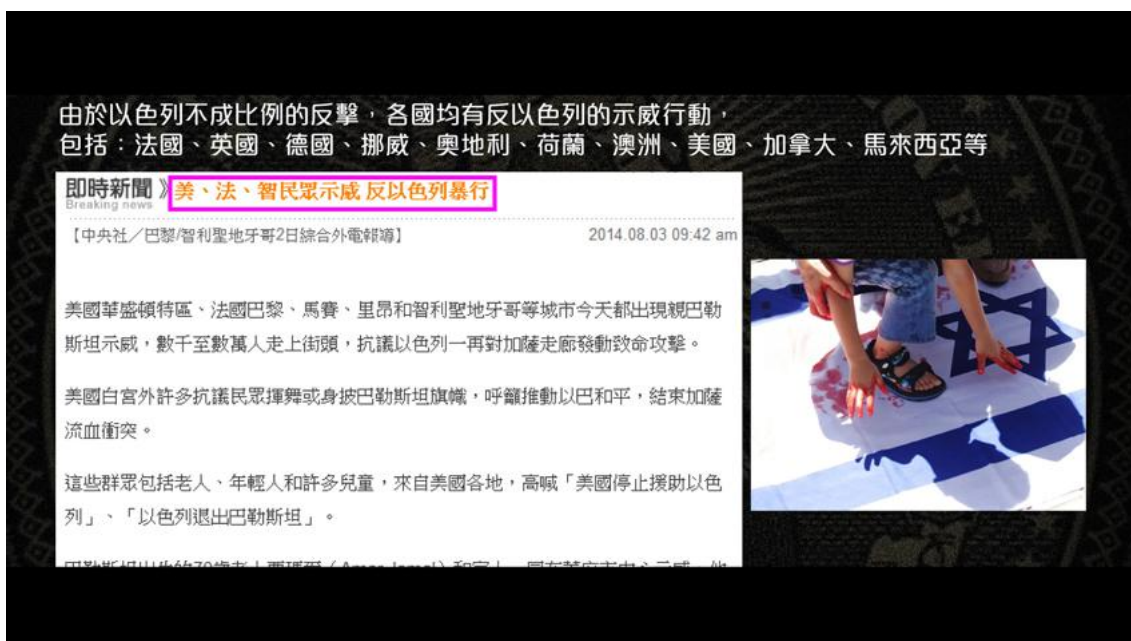 由於以色列不成比例的反擊，各國均有反以色列的示威行動，
包括：法國、英國、德國、挪威、奧地利、荷蘭、澳洲、美國、加拿大、馬來西亞等
即時新聞》美、法、智民眾示威 反以色列暴行
Breaking news
【中央社／巴黎/智利聖地牙哥2日綜合外電報導】 2014.08.03 09:42 am
美國華盛頓特區、法國巴黎、馬賽、里昂和智利聖地牙哥等城市今天都出現親巴勒
斯坦示威，數千至數萬人走上街頭，抗議以色列一再對加薩走廊發動致命攻擊。
美國白宮外許多抗議民眾揮舞或身披巴勒斯坦旗幟，呼籲推動以巴和平，結束加薩
流血衝突。
這些群眾包括老人、年輕人和許多兒童，來自美國各地，高喊「美國停止援助以色
列」、「以色列退出巴勒斯坦」。